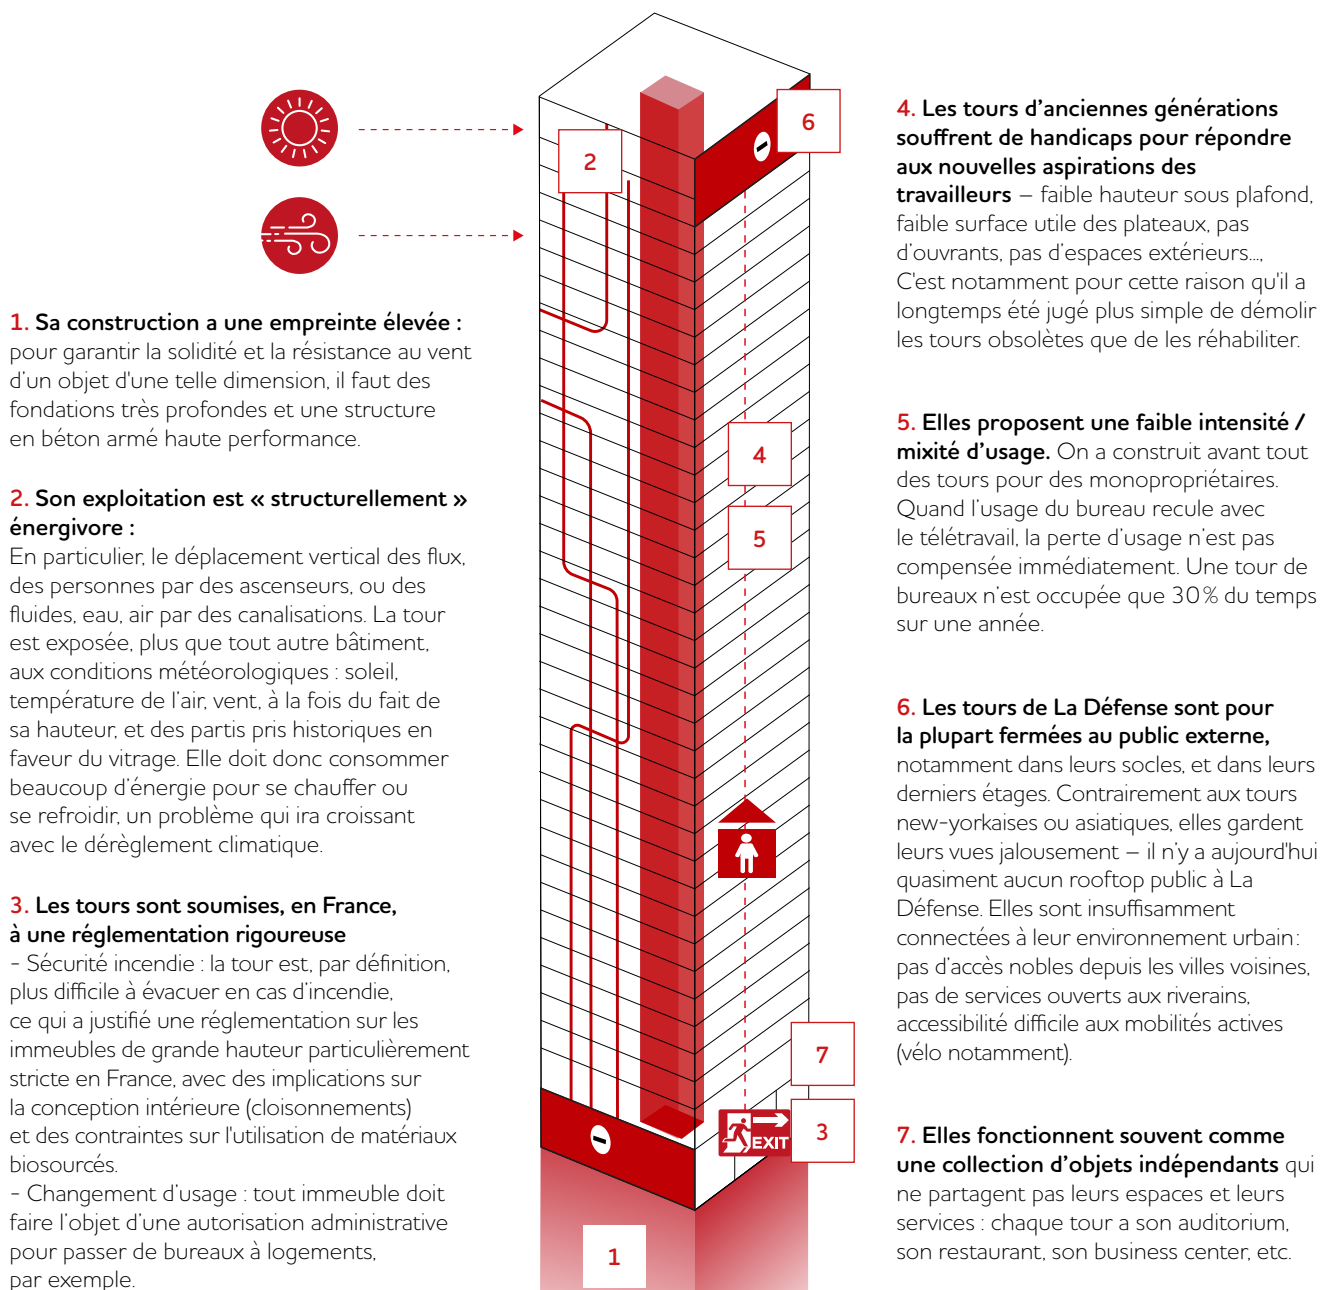 1. Sa construction a une empreinte élevée :
pour garantir la solidité et la résistance au vent
d’un objet d'une telle dimension, il faut des
fondations très profondes et une structure
en béton armé haute performance.
2. Son exploitation est « structurellement »
énergivore :
En particulier, le déplacement vertical des flux,
des personnes par des ascenseurs, ou des
fluides, eau, air par des canalisations. La tour
est exposée, plus que tout autre bâtiment,
aux conditions météorologiques : soleil,
température de l’air, vent, à la fois du fait de
sa hauteur, et des partis pris historiques en
faveur du vitrage. Elle doit donc consommer
beaucoup d’énergie pour se chauffer ou
se refroidir, un problème qui ira croissant
avec le dérèglement climatique.
3. Les tours sont soumises, en France,
à une réglementation rigoureuse
- Sécurité incendie : la tour est, par définition,
plus difficile à évacuer en cas d’incendie,
ce qui a justifié une réglementation sur les
immeubles de grande hauteur particulièrement
stricte en France, avec des implications sur
la conception intérieure (cloisonnements)
et des contraintes sur l'utilisation de matériaux
biosourcés.
- Changement d’usage : tout immeuble doit
faire l’objet d’une autorisation administrative
pour passer de bureaux à logements,
par exemple.
6
2
4
5
7
3
EXIT
1
4. Les tours d’anciennes générations
souffrent de handicaps pour répondre
aux nouvelles aspirations des
travailleurs – faible hauteur sous plafond,
faible surface utile des plateaux, pas
d’ouvrants, pas d’espaces extérieurs...,
C'est notamment pour cette raison qu'il a
longtemps été jugé plus simple de démolir
les tours obsolètes que de les réhabiliter.
5. Elles proposent une faible intensité /
mixité d’usage. On a construit avant tout
des tours pour des monopropriétaires.
Quand l’usage du bureau recule avec
le télétravail, la perte d’usage n’est pas
compensée immédiatement. Une tour de
bureaux n’est occupée que 30 % du temps
sur une année.
6. Les tours de La Défense sont pour
la plupart fermées au public externe,
notamment dans leurs socles, et dans leurs
derniers étages. Contrairement aux tours
new-yorkaises ou asiatiques, elles gardent
leurs vues jalousement – il n’y a aujourd'hui
quasiment aucun rooftop public à La
Défense. Elles sont insuffisamment
connectées à leur environnement urbain :
pas d’accès nobles depuis les villes voisines,
pas de services ouverts aux riverains,
accessibilité difficile aux mobilités actives
(vélo notamment).
7. Elles fonctionnent souvent comme
une collection d’objets indépendants qui
ne partagent pas leurs espaces et leurs
services : chaque tour a son auditorium,
son restaurant, son business center, etc.